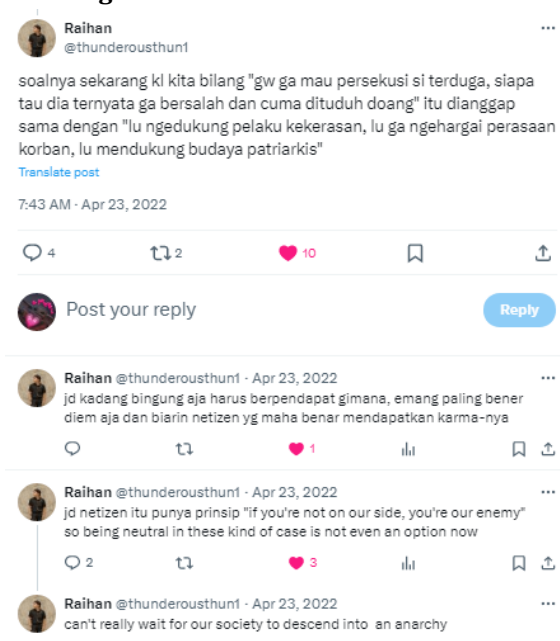 Raihan
@thunderousthun1
soalnya sekarang kl kita bilang "gw ga mau persekusi si terduga, siapa
tau dia ternyata ga bersalah dan cuma dituduh doang" itu dianggap
sama dengan "lu ngedukung pelaku kekerasan, lu ga ngehargai perasaan
korban, lu mendukung budaya patriarkis"
Translate post
7:43 AM · Apr 23, 2022
4 2 10
Post your reply Reply
Raihan @thunderousthun1 · Apr 23, 2022
jd kadang bingung aja harus berpendapat gimana, emang paling bener
diem aja dan biarin netizen yg maha benar mendapatkan karma-nya
1
Raihan @thunderousthun1 · Apr 23, 2022
jd netizen itu punya prinsip "if you're not on our side, you're our enemy"
so being neutral in these kind of case is not even an option now
2 3
Raihan @thunderousthun1 · Apr 23, 2022
can't really wait for our society to descend into an anarchy